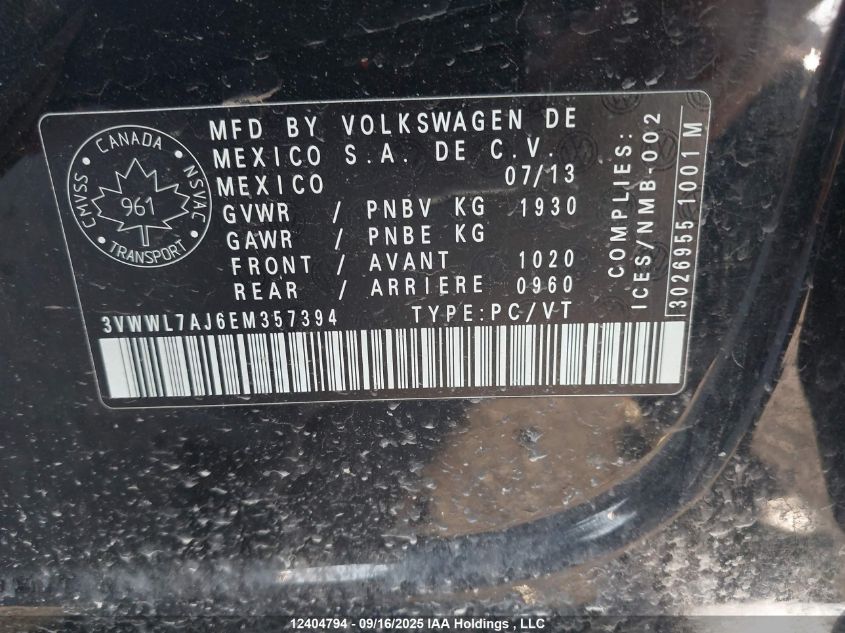 CANADA
CMVSS
NSVAC
961
TRANSPORT
MFD BY VOLKSWAGEN DE
MEXICO S.A. DE C.V.
MEXICO 07/13
GVWR / PNBV KG 1930
GAWR / PNBE KG
FRONT / AVANT 1020
REAR / ARRIERE 0960
3VWWL7AJ6EM357394 TYPE:PC/VT
COMPLIES:
ICES/NMB-002
3026955 1001 M
12404794 - 09/16/2025 IAA Holdings, LLC